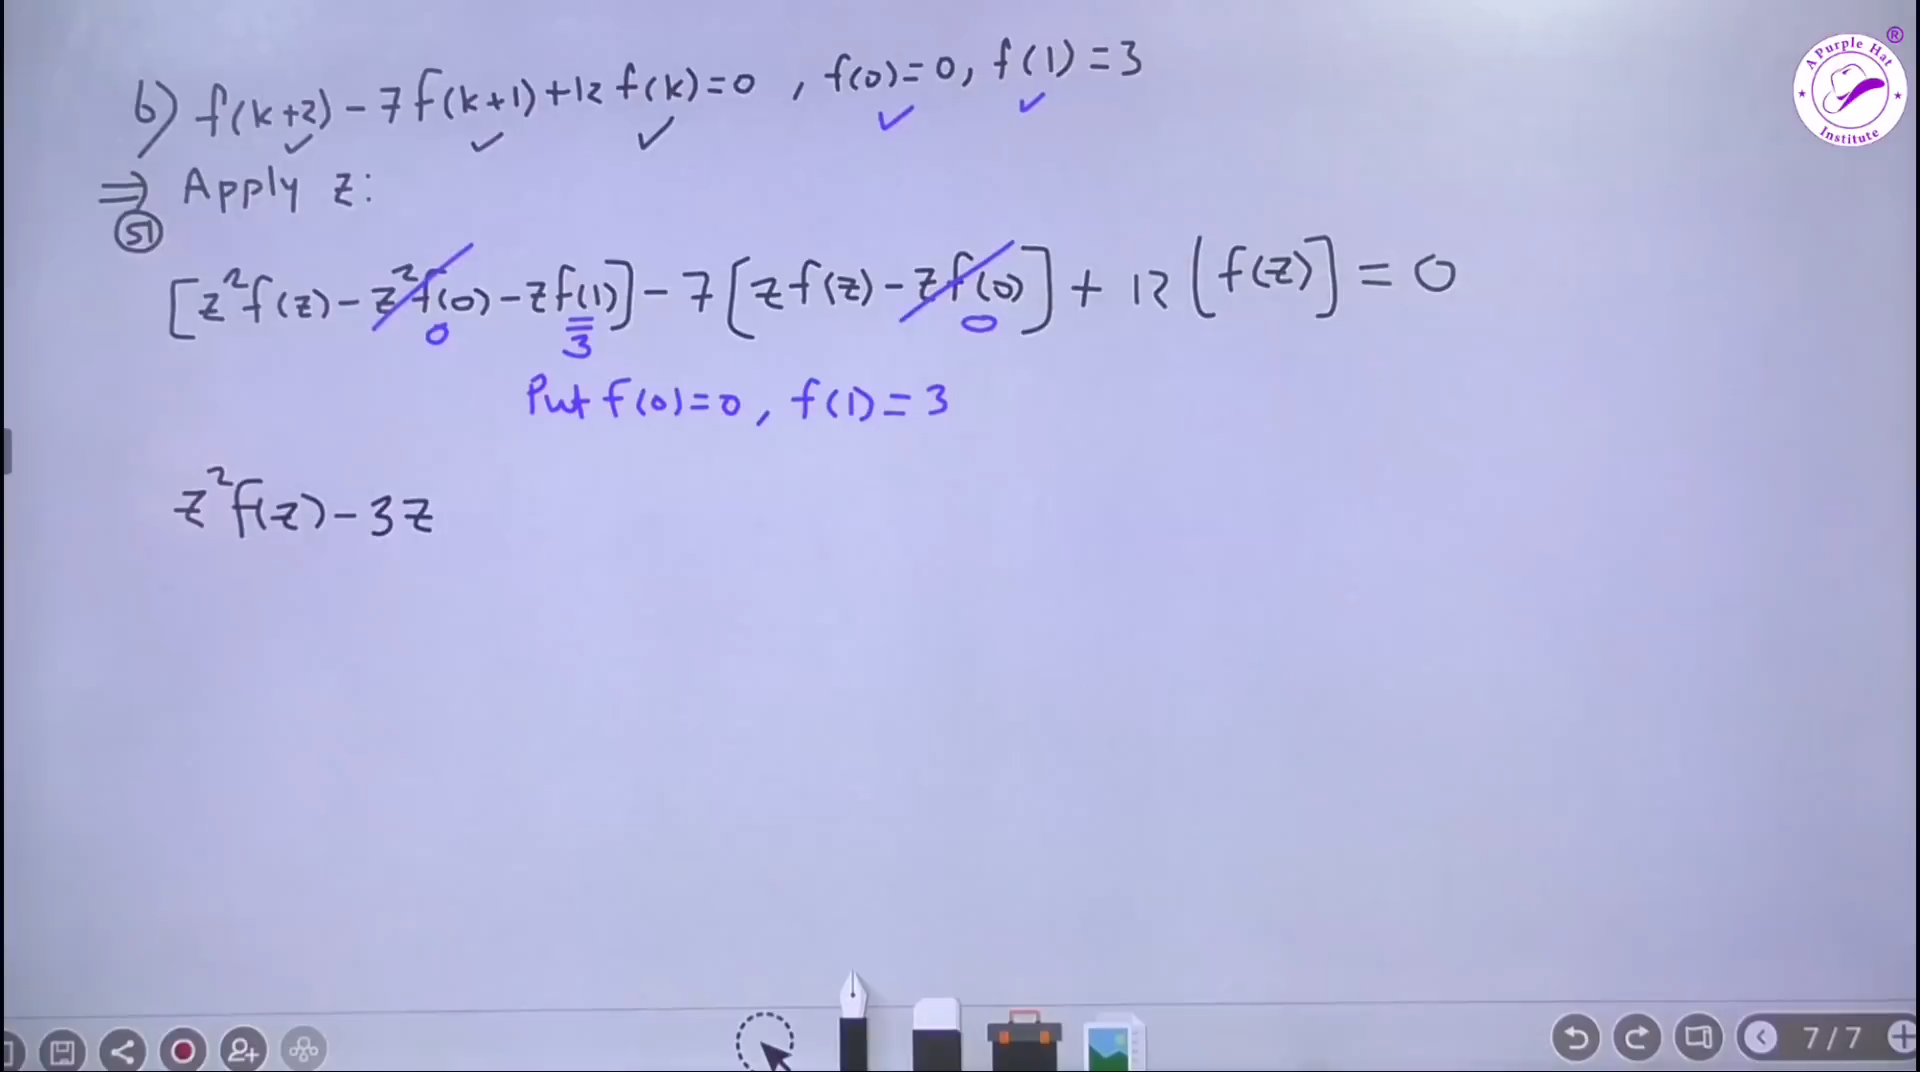 b) f(k+2) - 7f(k+1) + 12 f(k) = 0 , f(0) = 0, f(1) = 3
⇒ Apply z:
S1
[z²f(z) - z²f(0) - zf(1)] - 7[zf(z) - zf(0)] + 12[f(z)] = 0
0 3 0
Put f(0) = 0, f(1) = 3
z²f(z) - 3z
A Purple Hat Institute ®
7/7